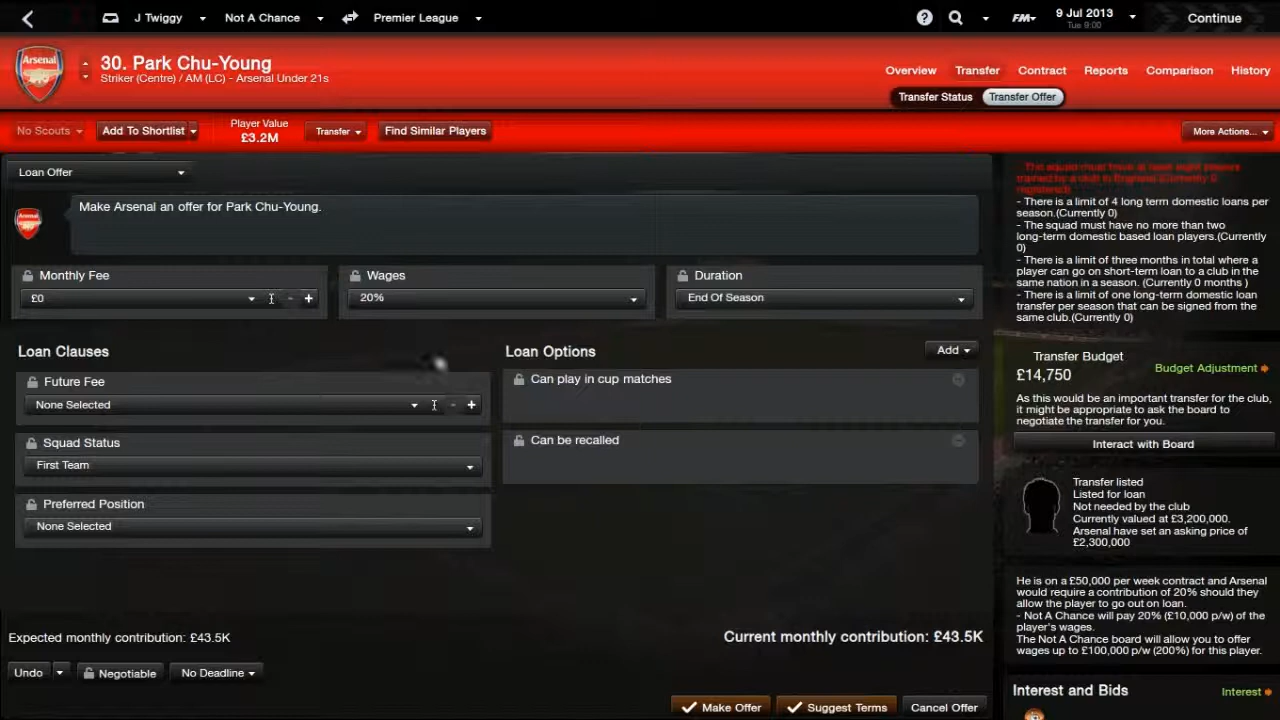 J Twiggy
Not A Chance
Premier League
FM
9 Jul 2013
Tue 9:00
Continue
Arsenal
30. Park Chu-Young
Striker (Centre) / AM (LC) - Arsenal Under 21s
Overview
Transfer
Contract
Reports
Comparison
History
Transfer Status
Transfer Offer
No Scouts
Add To Shortlist
Player Value
£3.2M
Transfer
Find Similar Players
More Actions...
Loan Offer
Arsenal
Make Arsenal an offer for Park Chu-Young.
Monthly Fee
£0
Wages
20%
Duration
End Of Season
Loan Clauses
Future Fee
None Selected
Squad Status
First Team
Preferred Position
None Selected
Loan Options
Add
Can play in cup matches
Can be recalled
trained by a club in England (Currently 0
registered)
- There is a limit of 4 long term domestic loans per
season.(Currently 0)
- The squad must have no more than two
long-term domestic based loan players.(Currently
0)
- There is a limit of three months in total where a
player can go on short-term loan to a club in the
same nation in a season. (Currently 0 months )
- There is a limit of one long-term domestic loan
transfer per season that can be signed from the
same club.(Currently 0)
Transfer Budget
£14,750
Budget Adjustment
As this would be an important transfer for the club,
it might be appropriate to ask the board to
negotiate the transfer for you.
Interact with Board
Transfer listed
Listed for loan
Not needed by the club
Currently valued at £3,200,000.
Arsenal have set an asking price of
£2,300,000
He is on a £50,000 per week contract and Arsenal
would require a contribution of 20% should they
allow the player to go out on loan.
- Not A Chance will pay 20% (£10,000 p/w) of the
player's wages.
The Not A Chance board will allow you to offer
wages up to £100,000 p/w (200%) for this player.
Interest and Bids
Interest
Expected monthly contribution: £43.5K
Current monthly contribution: £43.5K
Undo
Negotiable
No Deadline
Make Offer
Suggest Terms
Cancel Offer